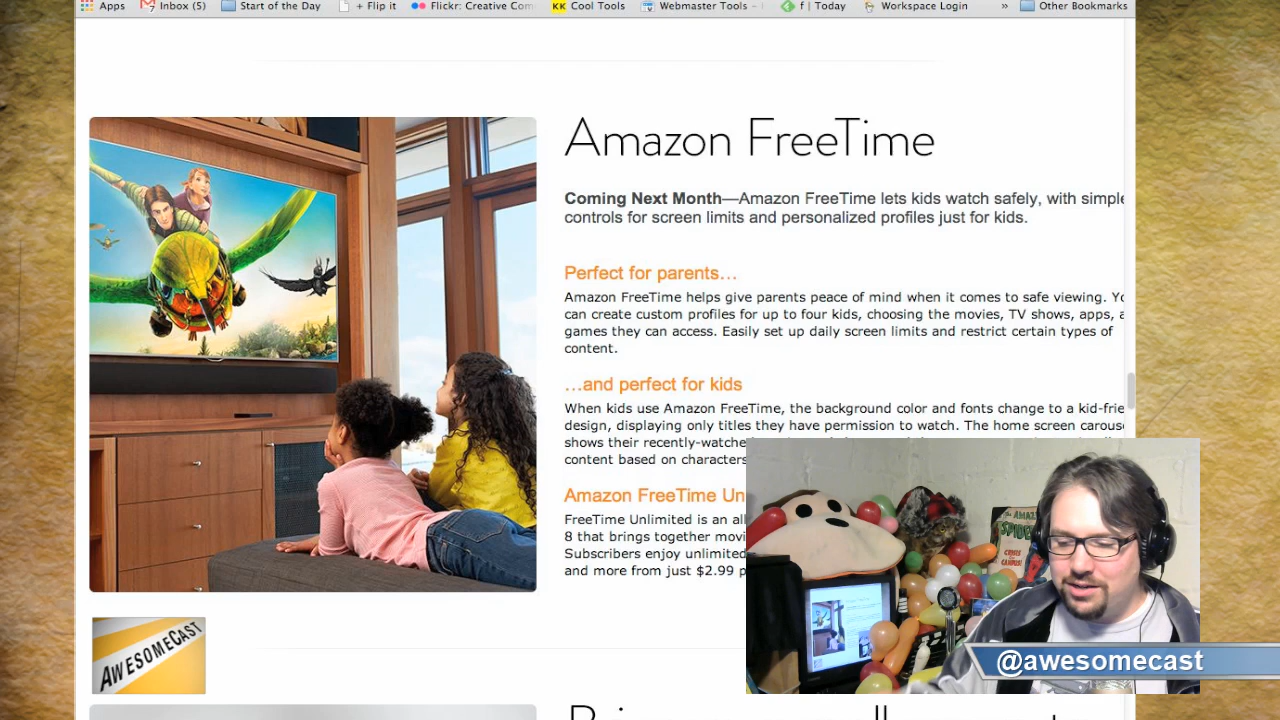 Apps Inbox (5) Start of the Day + Flip it Flickr: Creative Com KK Cool Tools Webmaster Tools – f | Today Workspace Login » Other Bookmarks
Amazon FreeTime
Coming Next Month—Amazon FreeTime lets kids watch safely, with simple
controls for screen limits and personalized profiles just for kids.
Perfect for parents...
Amazon FreeTime helps give parents peace of mind when it comes to safe viewing.
can create custom profiles for up to four kids, choosing the movies, TV shows, apps,
games they can access. Easily set up daily screen limits and restrict certain types of
content.
...and perfect for kids
When kids use Amazon FreeTime, the background color and fonts change to a kid-frie
design, displaying only titles they have permission to watch. The home screen carous
shows their recently-watche
content based on characters
Amazon FreeTime Un
FreeTime Unlimited is an all
8 that brings together movi
Subscribers enjoy unlimited
and more from just $2.99 p
THE AMAZ
SPIDER
CRISIS
CAMPUS!
AWESOMECAST
@awesomecast